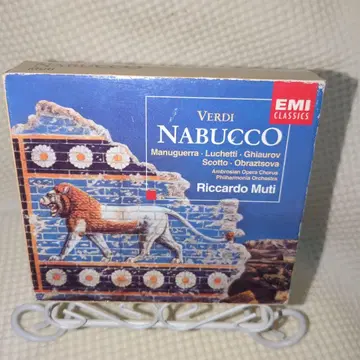 EMI
CLASSICS
VERDI
NABUCCO
Manuguerra · Luchetti · Ghiaurov
Scotto · Obraztsova
Ambrosian Opera Chorus
Philharmonia Orchestra
Riccardo Muti